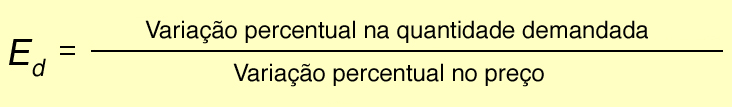 Variação percentual na quantidade demandada
E_d =
Variação percentual no preço